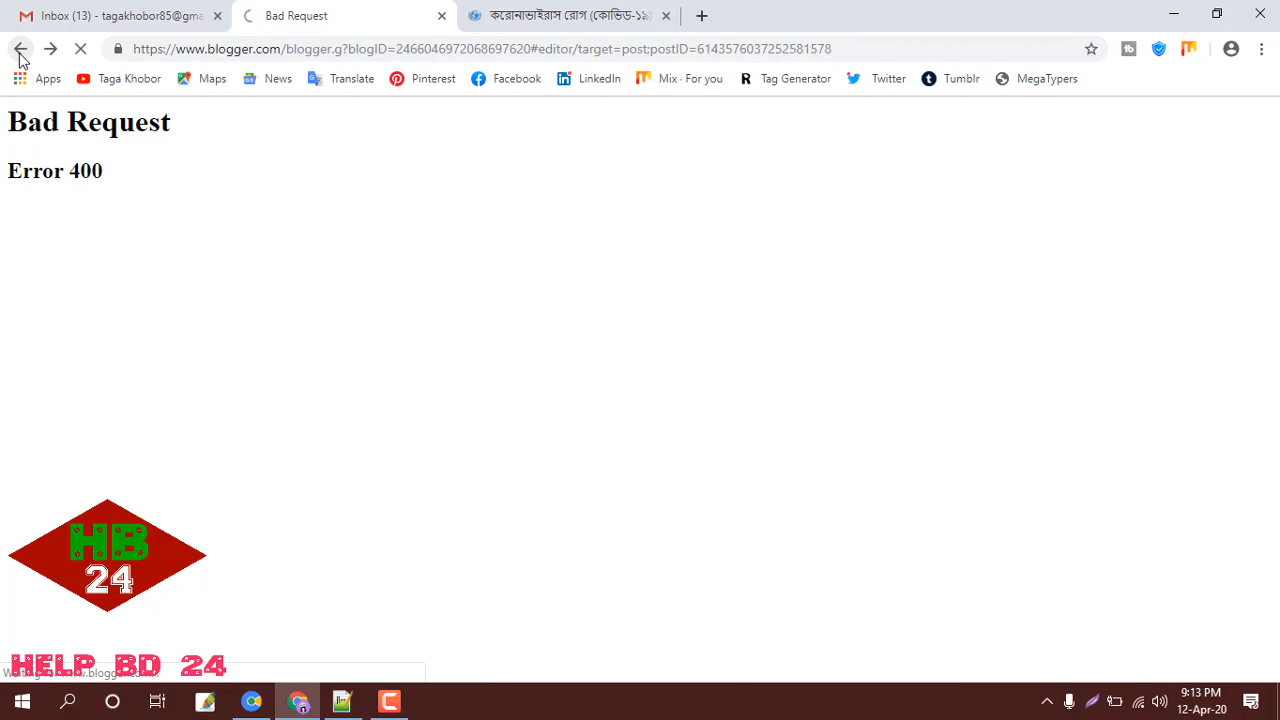 Inbox (13) - tagakhobor85@gma
Bad Request
করোনাভাইরাস রোগ (কোভিড-১৯)
https://www.blogger.com/blogger.g?blogID=2466046972068697620#editor/target=post;postID=6143576037252581578
Apps
Taga Khobor
Maps
News
Translate
Pinterest
Facebook
LinkedIn
Mix · For you
Tag Generator
Twitter
Tumblr
MegaTypers
Bad Request
Error 400
HB
24
HELP BD 24
9:13 PM
12-Apr-20